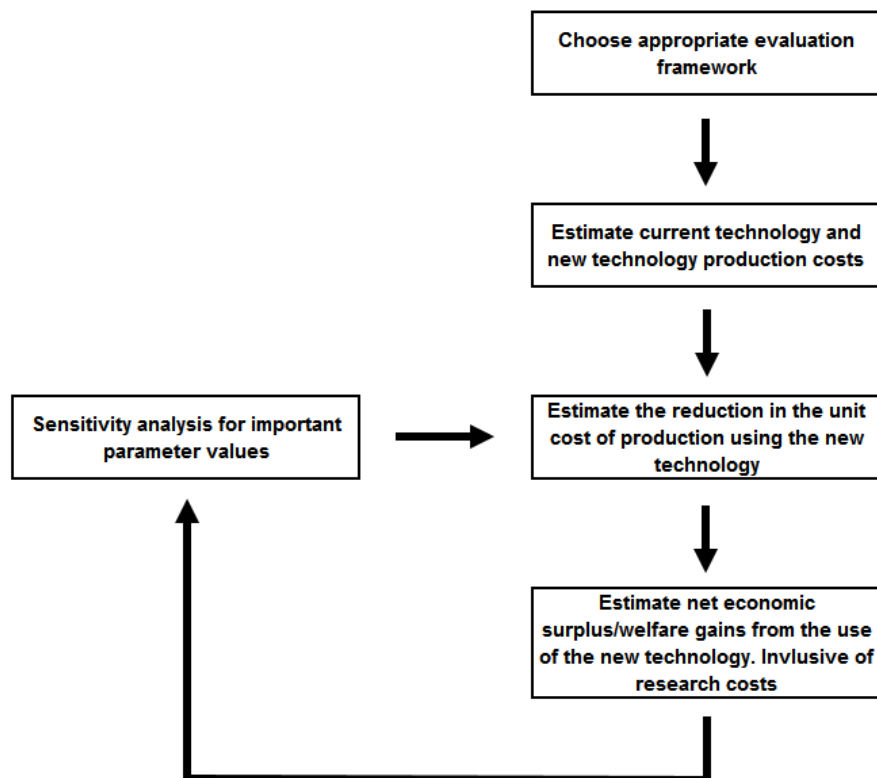 Choose appropriate evaluation
framework
Estimate current technology and
new technology production costs
Sensitivity analysis for important
parameter values
Estimate the reduction in the unit
cost of production using the new
technology
Estimate net economic
surplus/welfare gains from the use
of the new technology. Invlusive of
research costs